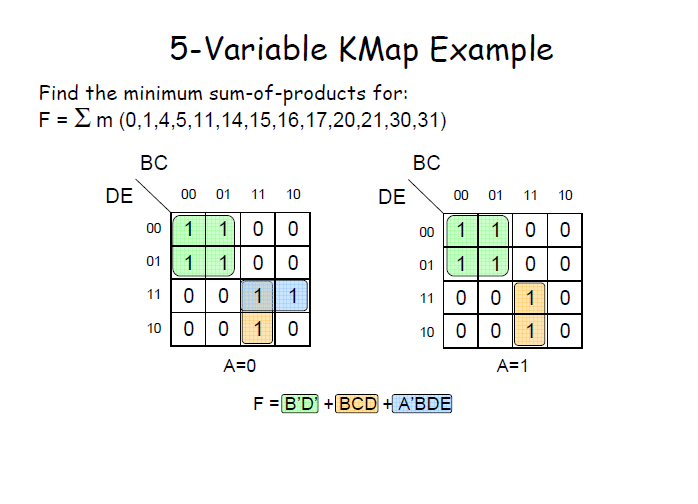 5-Variable KMap Example
Find the minimum sum-of-products for:
F = Σ m (0,1,4,5,11,14,15,16,17,20,21,30,31)
BC
DE 00 01 11 10
00 1 1 0 0
01 1 1 0 0
11 0 0 1 1
10 0 0 1 0
A=0
BC
DE 00 01 11 10
00 1 1 0 0
01 1 1 0 0
11 0 0 1 0
10 0 0 1 0
A=1
F = B'D' + BCD + A'BDE